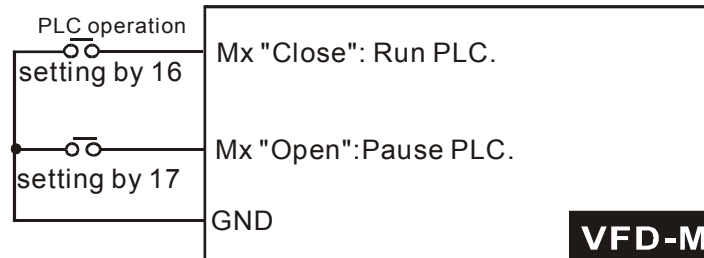 PLC operation
Mx "Close": Run PLC.
setting by 16
Mx "Open":Pause PLC.
setting by 17
GND
VFD-M